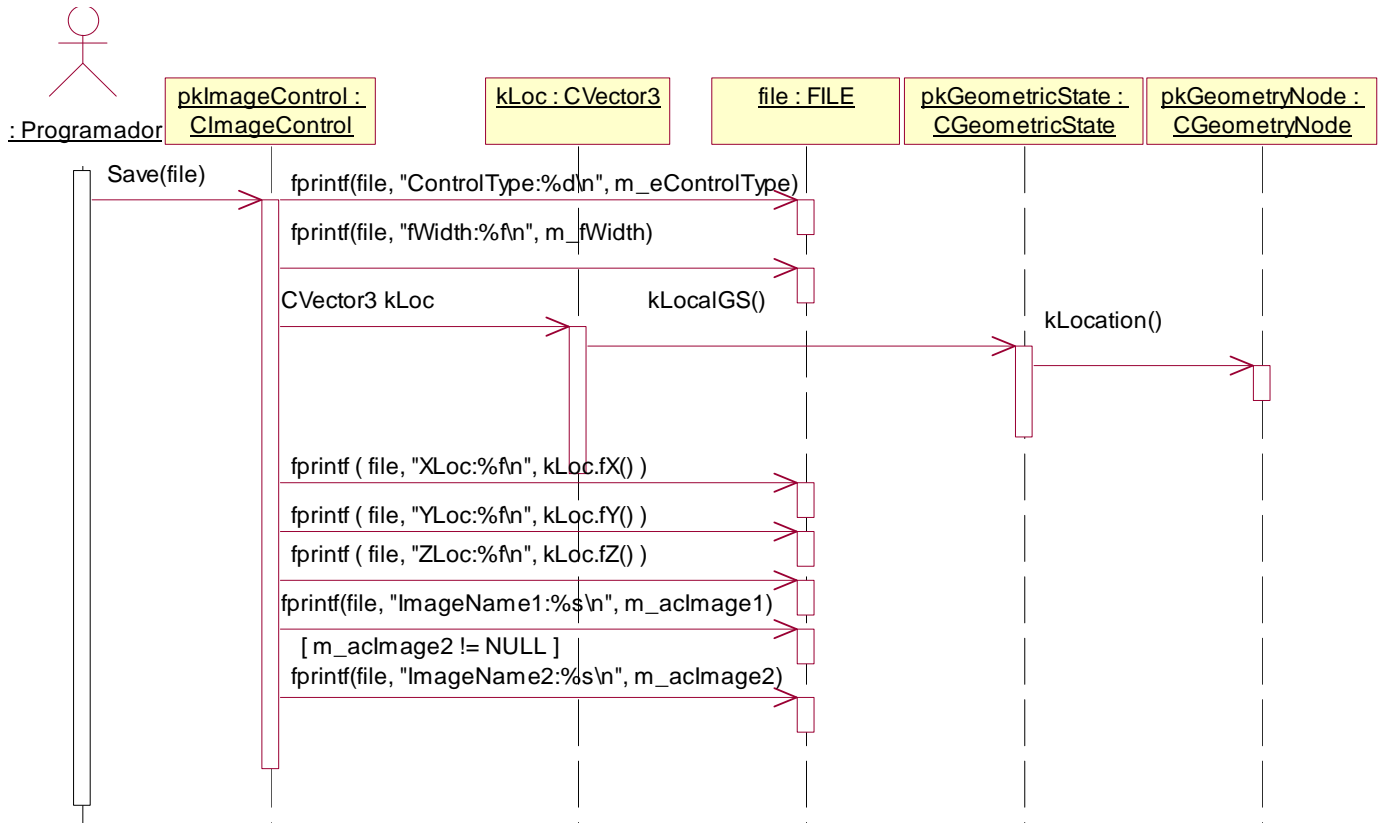 : Programador
pkImageControl :
CImageControl
kLoc : CVector3
file : FILE
pkGeometricState :
CGeometricState
pkGeometryNode :
CGeometryNode
Save(file)
fprintf(file, "ControlType:%d\n", m_eControlType)
fprintf(file, "fWidth:%f\n", m_fWidth)
CVector3 kLoc
kLocalGS()
kLocation()
fprintf ( file, "XLoc:%f\n", kLoc.fX() )
fprintf ( file, "YLoc:%f\n", kLoc.fY() )
fprintf ( file, "ZLoc:%f\n", kLoc.fZ() )
fprintf(file, "ImageName1:%s\n", m_acImage1)
[ m_acImage2 != NULL ]
fprintf(file, "ImageName2:%s\n", m_acImage2)